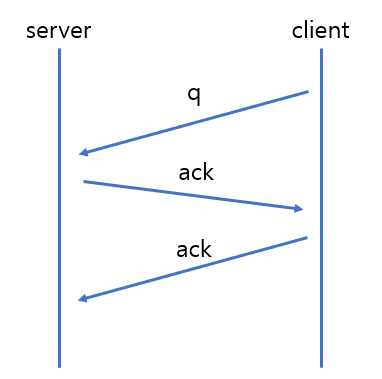 server
client
q
ack
ack